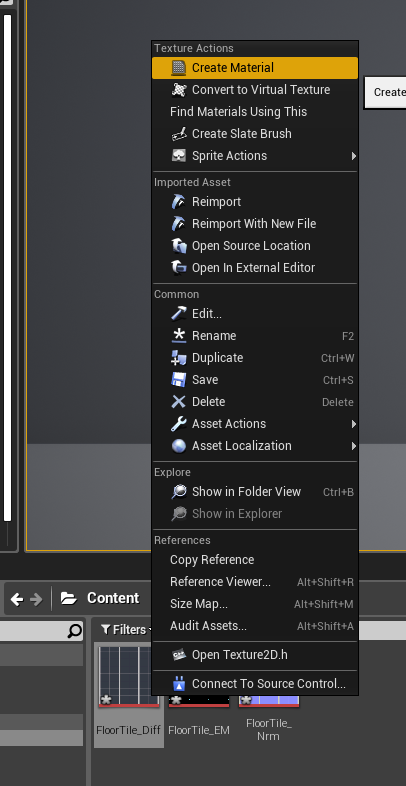 Texture Actions
Create Material
Create
Convert to Virtual Texture
Find Materials Using This
Create Slate Brush
Sprite Actions
Imported Asset
Reimport
Reimport With New File
Open Source Location
Open In External Editor
Common
Edit...
Rename F2
Duplicate Ctrl+W
Save Ctrl+S
Delete Delete
Asset Actions
Asset Localization
Explore
Show in Folder View Ctrl+B
Show in Explorer
References
Copy Reference
Reference Viewer... Alt+Shift+R
Size Map... Alt+Shift+M
Audit Assets... Alt+Shift+A
Open Texture2D.h
Connect To Source Control...
Content
Filters
FloorTile_Diff
FloorTile_EM
FloorTile_
Nrm